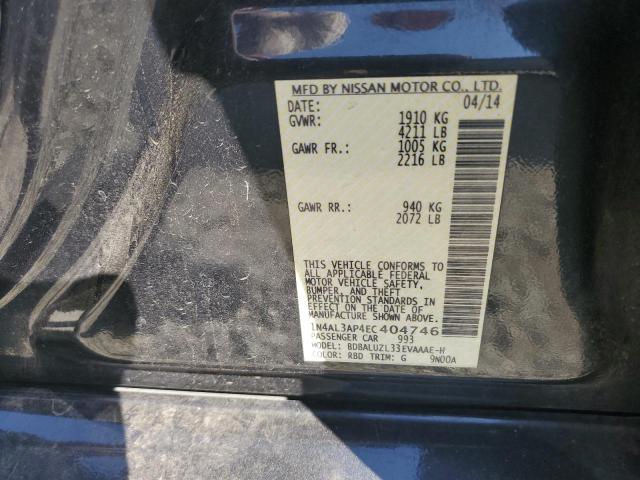 MFD BY NISSAN MOTOR CO., LTD.
DATE: 04/14
GVWR: 1910 KG
4211 LB
GAWR FR.: 1005 KG
2216 LB
GAWR RR.: 940 KG
2072 LB
THIS VEHICLE CONFORMS TO
ALL APPLICABLE FEDERAL
MOTOR VEHICLE SAFETY,
BUMPER, AND THEFT
PREVENTION STANDARDS IN
EFFECT ON THE DATE OF
MANUFACTURE SHOWN ABOVE.
1N4AL3AP4EC404746
PASSENGER CAR 993
MODEL: BDBALUZL33EVAAAE-H
COLOR: RBD TRIM: G 9N00A